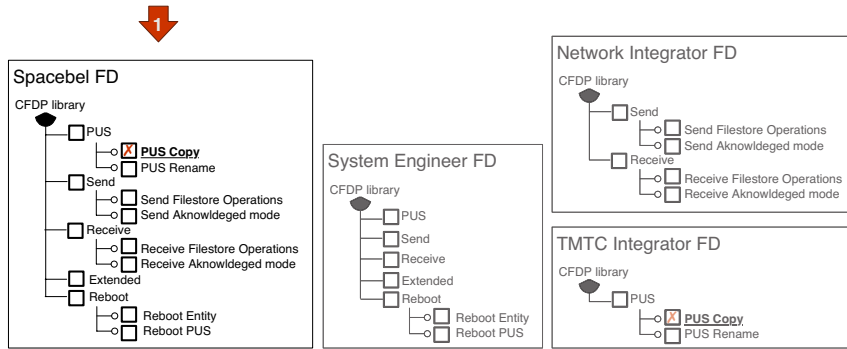 1
Spacebel FD
CFDP library
PUS
PUS Copy
PUS Rename
Send
Send Filestore Operations
Send Aknowldeged mode
Receive
Receive Filestore Operations
Receive Aknowldeged mode
Extended
Reboot
Reboot Entity
Reboot PUS
System Engineer FD
CFDP library
PUS
Send
Receive
Extended
Reboot
Reboot Entity
Reboot PUS
Network Integrator FD
CFDP library
Send
Send Filestore Operations
Send Aknowldeged mode
Receive
Receive Filestore Operations
Receive Aknowldeged mode
TMTC Integrator FD
CFDP library
PUS
PUS Copy
PUS Rename